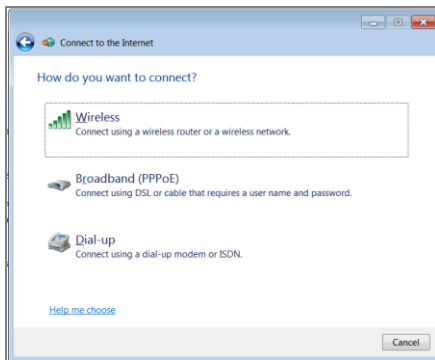 Connect to the Internet
How do you want to connect?
Wireless
Connect using a wireless router or a wireless network.
Broadband (PPPoE)
Connect using DSL or cable that requires a user name and password.
Dial-up
Connect using a dial-up modem or ISDN.
Help me choose
Cancel